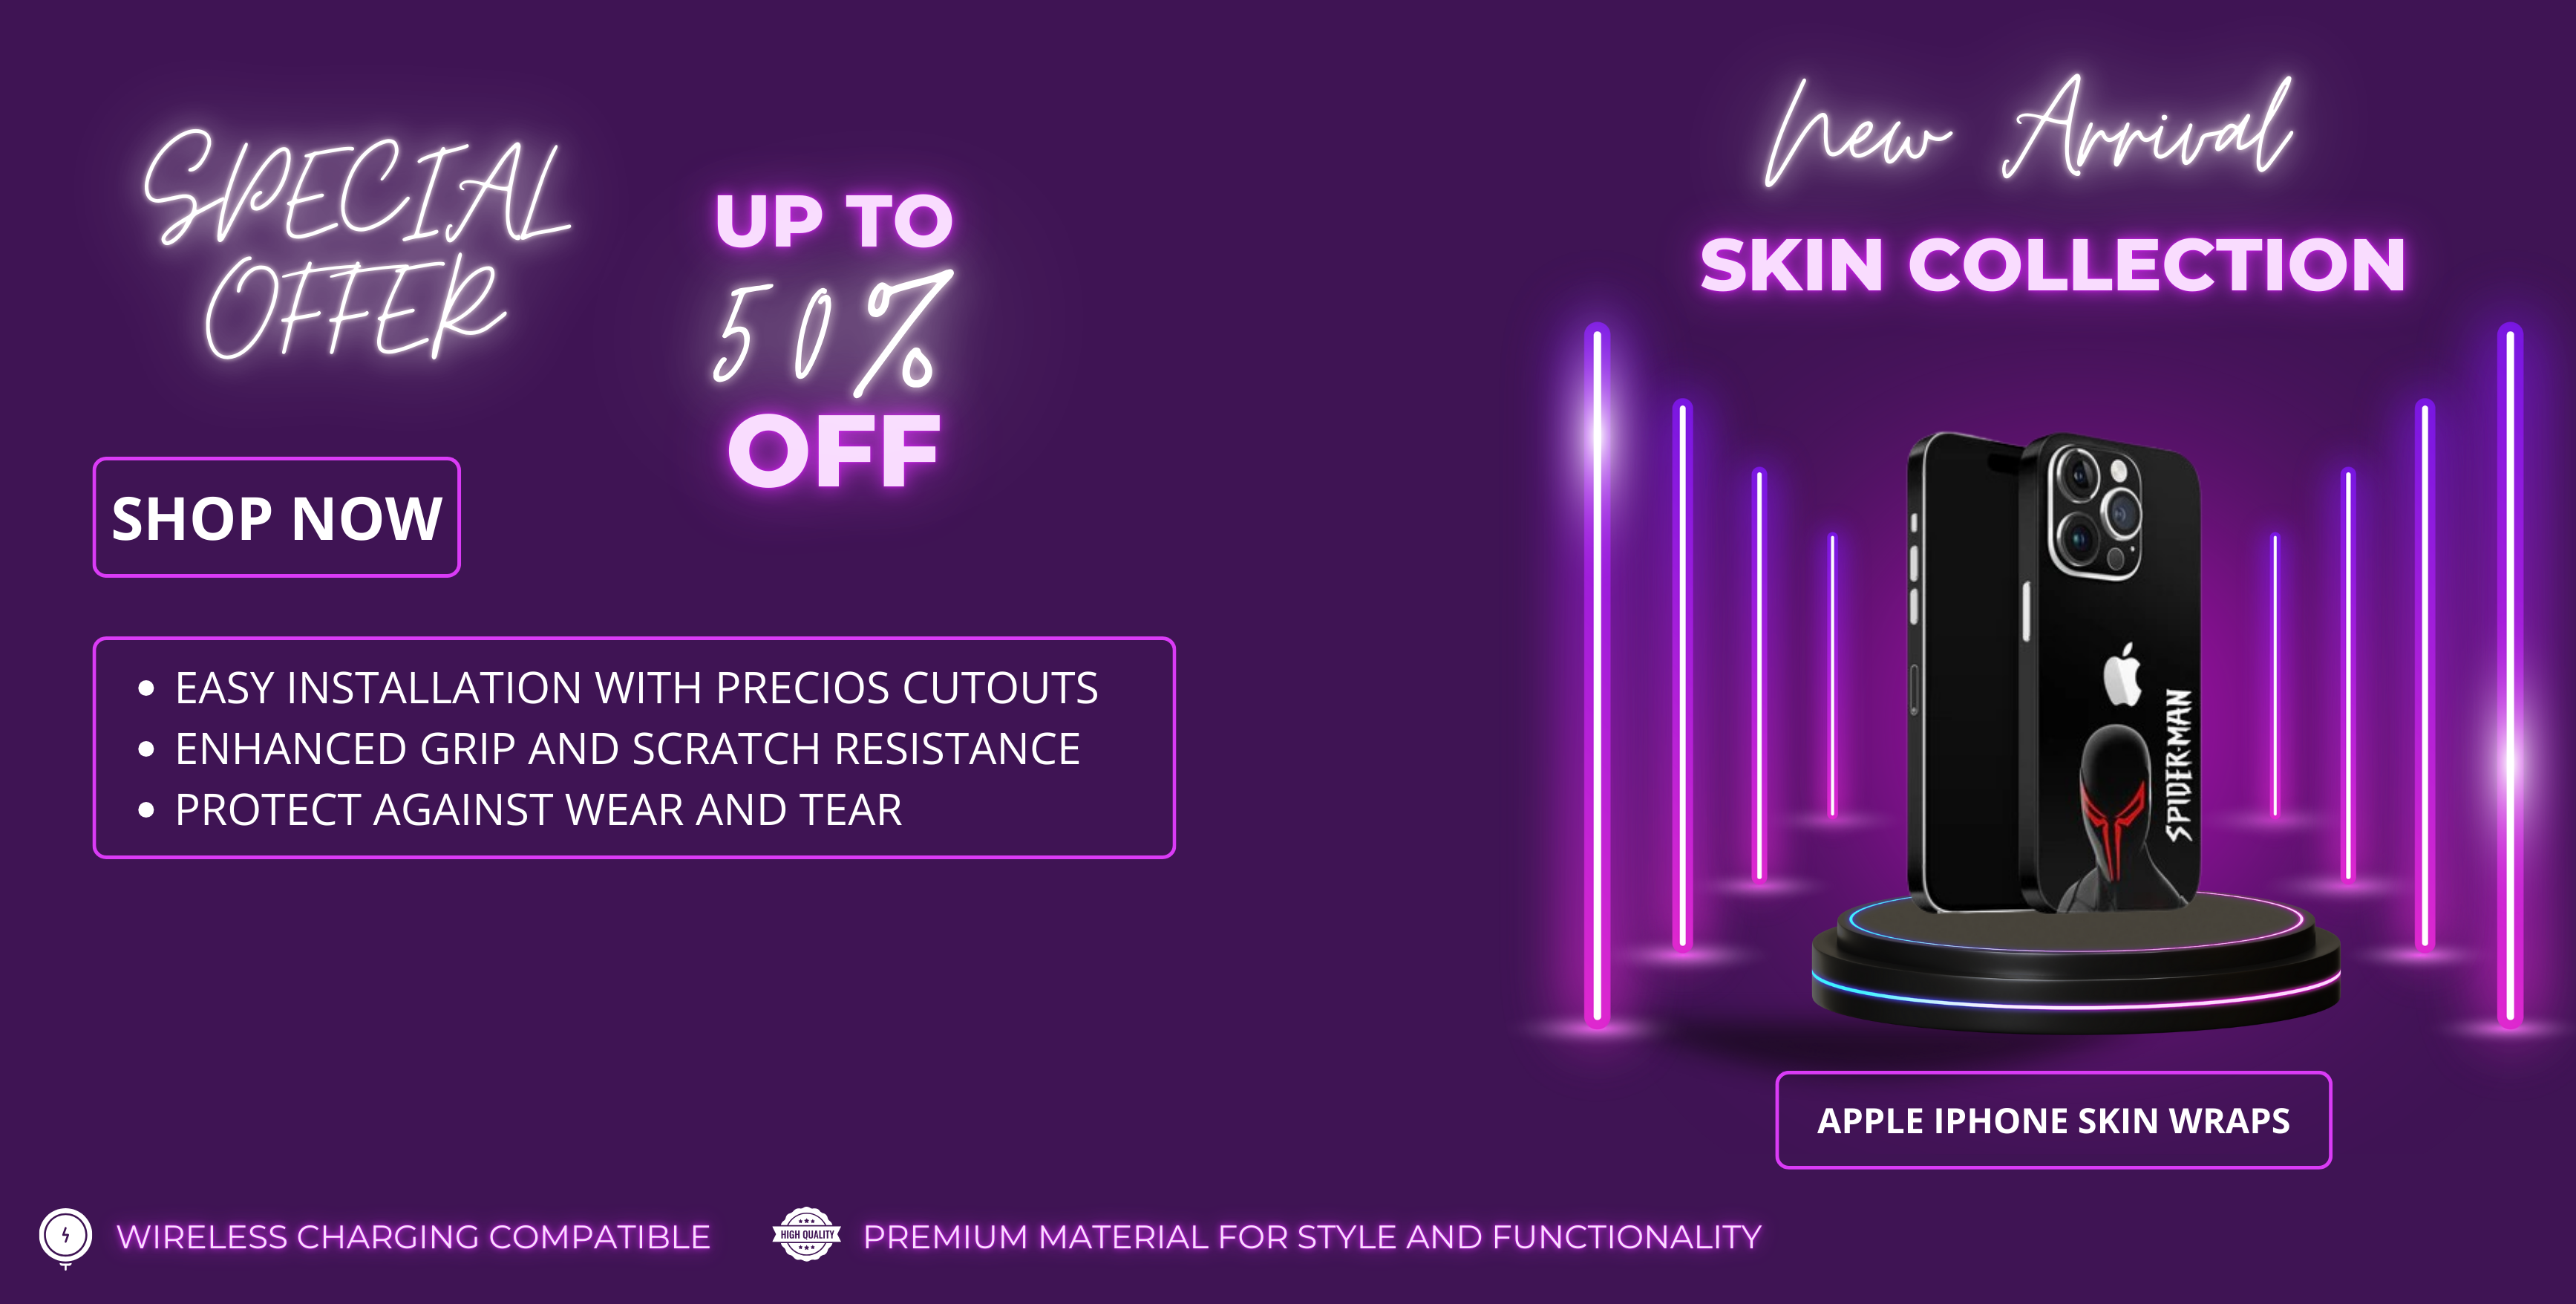 SPECIAL
OFFER
UP TO
50%
OFF
SHOP NOW
• EASY INSTALLATION WITH PRECIOS CUTOUTS
• ENHANCED GRIP AND SCRATCH RESISTANCE
• PROTECT AGAINST WEAR AND TEAR
New Arrival
SKIN COLLECTION
SPIDER-MAN
APPLE IPHONE SKIN WRAPS
WIRELESS CHARGING COMPATIBLE
HIGH QUALITY
PREMIUM MATERIAL FOR STYLE AND FUNCTIONALITY